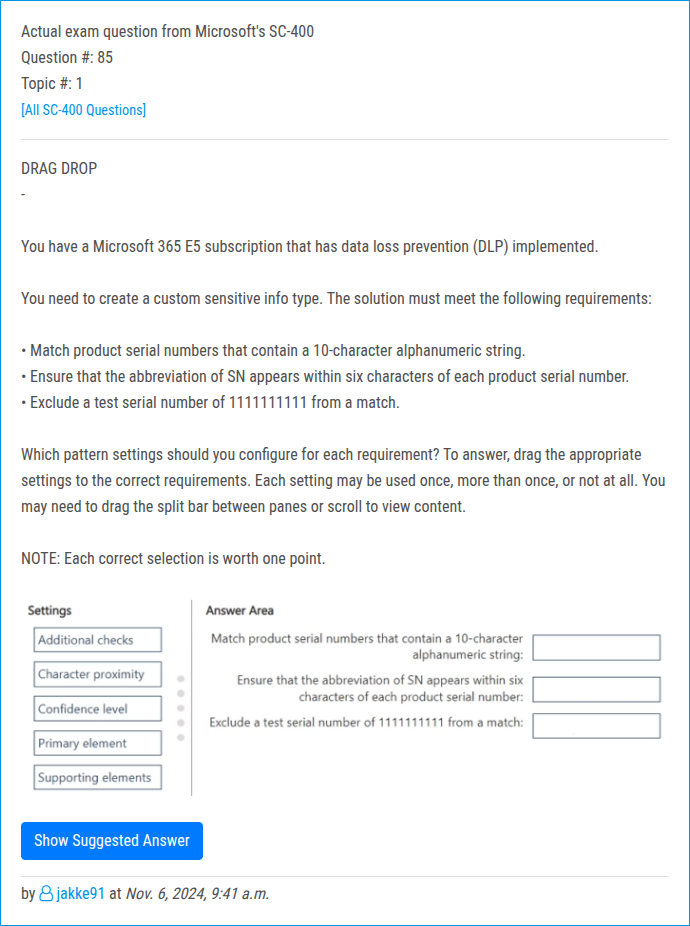 Actual exam question from Microsoft's SC-400
Question #: 85
Topic #: 1
[All SC-400 Questions]
DRAG DROP
-
You have a Microsoft 365 E5 subscription that has data loss prevention (DLP) implemented.
You need to create a custom sensitive info type. The solution must meet the following requirements:
• Match product serial numbers that contain a 10-character alphanumeric string.
• Ensure that the abbreviation of SN appears within six characters of each product serial number.
• Exclude a test serial number of 1111111111 from a match.
Which pattern settings should you configure for each requirement? To answer, drag the appropriate
settings to the correct requirements. Each setting may be used once, more than once, or not at all. You
may need to drag the split bar between panes or scroll to view content.
NOTE: Each correct selection is worth one point.
Settings
Additional checks
Character proximity
Confidence level
Primary element
Supporting elements
Answer Area
Match product serial numbers that contain a 10-character
alphanumeric string:
Ensure that the abbreviation of SN appears within six
characters of each product serial number:
Exclude a test serial number of 1111111111 from a match:
Show Suggested Answer
by jakke91 at Nov. 6, 2024, 9:41 a.m.